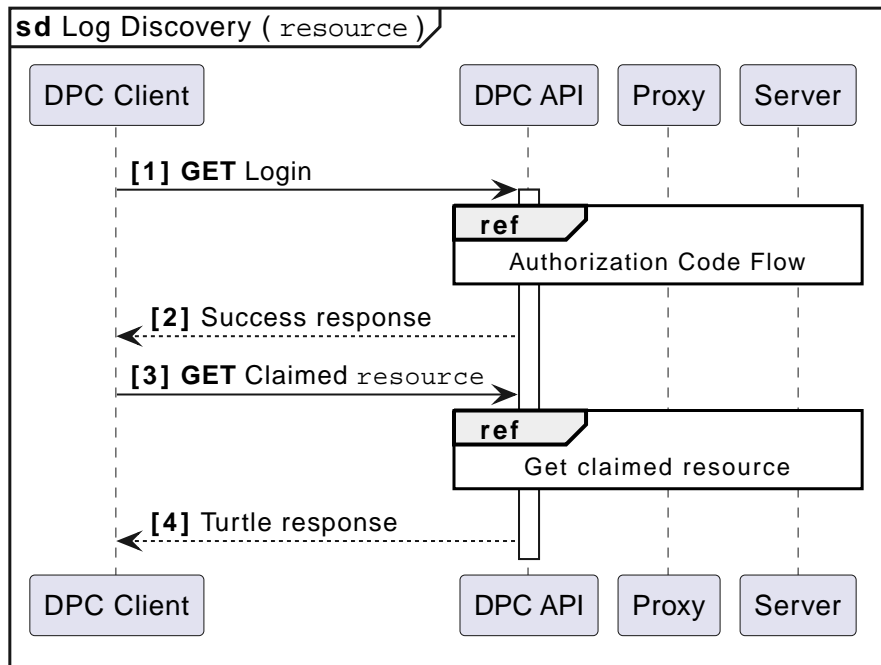 sd Log Discovery ( resource )
DPC Client DPC API Proxy Server
[1] GET Login
ref
Authorization Code Flow
[2] Success response
[3] GET Claimed resource
ref
Get claimed resource
[4] Turtle response
DPC Client DPC API Proxy Server